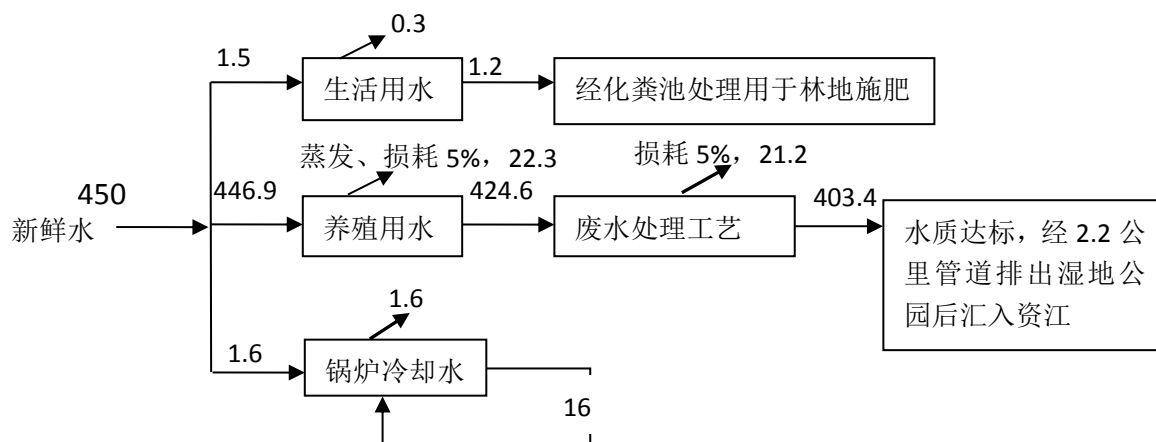 0.3
1.5
生活用水
1.2
经化粪池处理用于林地施肥
蒸发、损耗 5%，22.3
损耗 5%，21.2
450
新鲜水
446.9
养殖用水
424.6
废水处理工艺
403.4
水质达标，经 2.2 公
里管道排出湿地公
园后汇入资江
1.6
1.6
锅炉冷却水
16